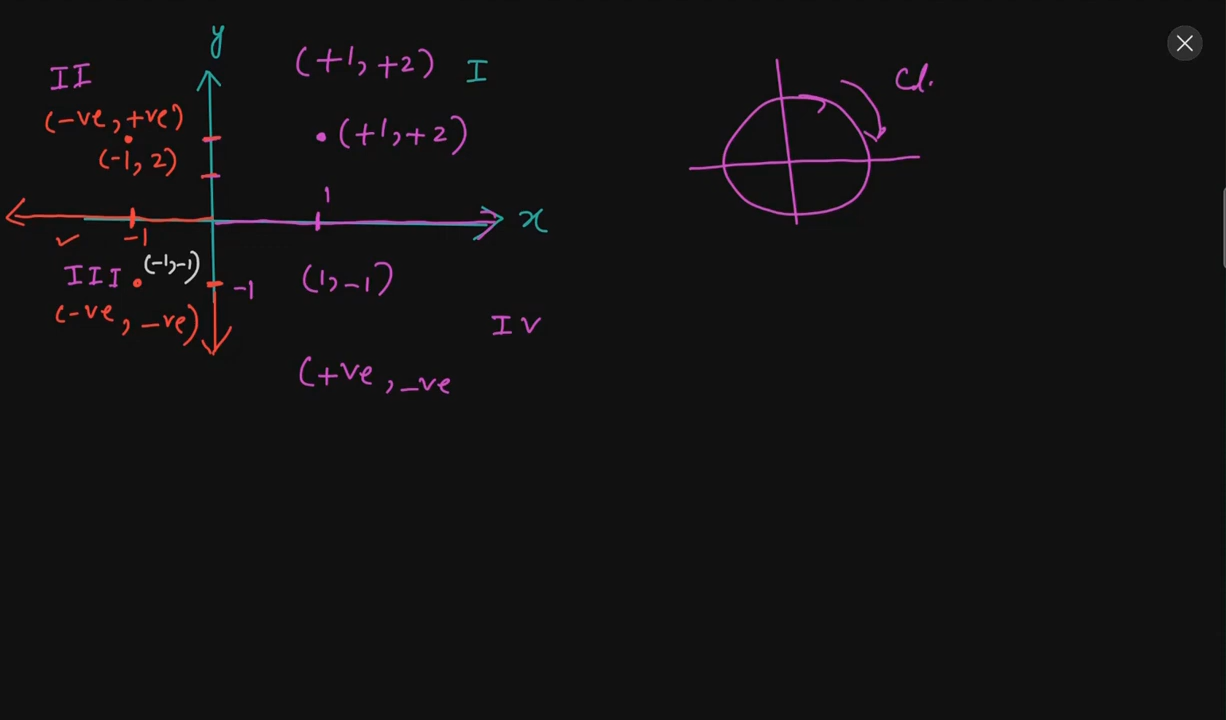 y
II
(+1, +2) I
(-ve, +ve)
(-1, 2)
(+1, +2)
1
x
-1
III (-1, -1)
(-ve, -ve)
-1
(1, -1)
IV
(+ve, -ve
Cl.